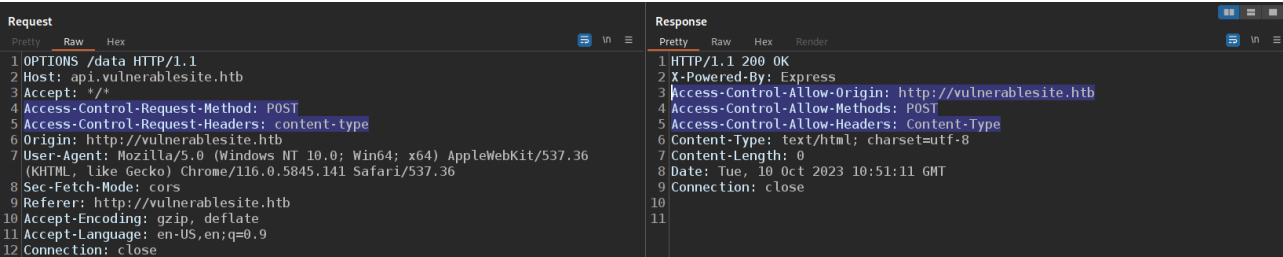 Request
Pretty Raw Hex \n
1 OPTIONS /data HTTP/1.1
2 Host: api.vulnerablesite.htb
3 Accept: */*
4 Access-Control-Request-Method: POST
5 Access-Control-Request-Headers: content-type
6 Origin: http://vulnerablesite.htb
7 User-Agent: Mozilla/5.0 (Windows NT 10.0; Win64; x64) AppleWebKit/537.36
(KHTML, like Gecko) Chrome/116.0.5845.141 Safari/537.36
8 Sec-Fetch-Mode: cors
9 Referer: http://vulnerablesite.htb
10 Accept-Encoding: gzip, deflate
11 Accept-Language: en-US,en;q=0.9
12 Connection: close
Response
Pretty Raw Hex Render \n
1 HTTP/1.1 200 OK
2 X-Powered-By: Express
3 Access-Control-Allow-Origin: http://vulnerablesite.htb
4 Access-Control-Allow-Methods: POST
5 Access-Control-Allow-Headers: Content-Type
6 Content-Type: text/html; charset=utf-8
7 Content-Length: 0
8 Date: Tue, 10 Oct 2023 10:51:11 GMT
9 Connection: close
10
11